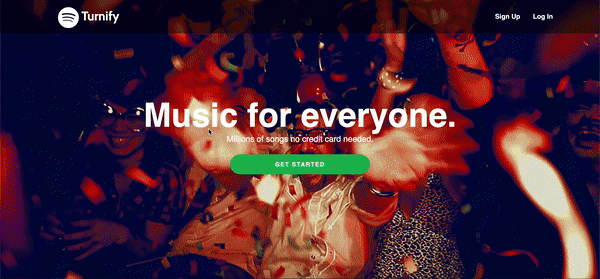 Turnify
Sign Up
Log In
Music for everyone.
Millions of songs no credit card needed.
GET STARTED